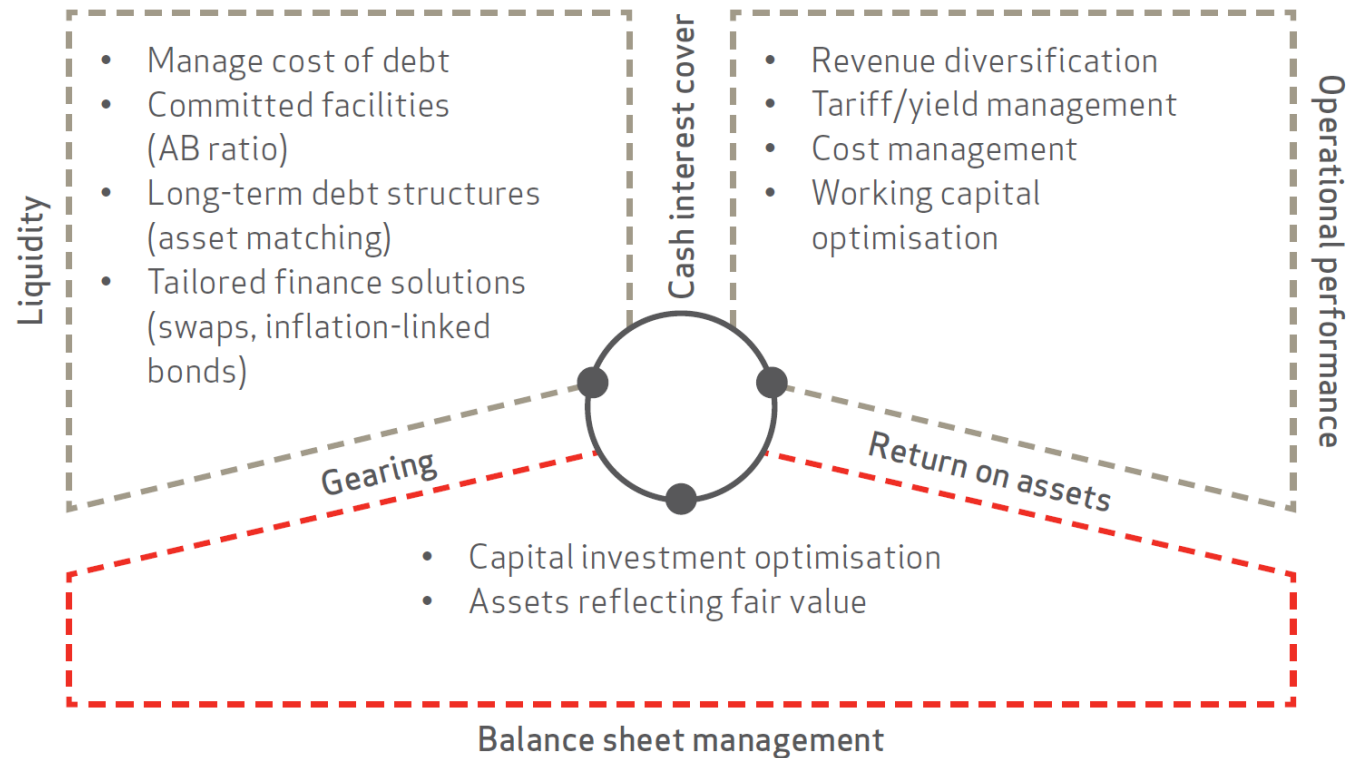 Liquidity
• Manage cost of debt
• Committed facilities
(AB ratio)
• Long-term debt structures
(asset matching)
• Tailored finance solutions
(swaps, inflation-linked
bonds)
Cash interest cover
• Revenue diversification
• Tariff/yield management
• Cost management
• Working capital
optimisation
Operational performance
Gearing
Return on assets
• Capital investment optimisation
• Assets reflecting fair value
Balance sheet management